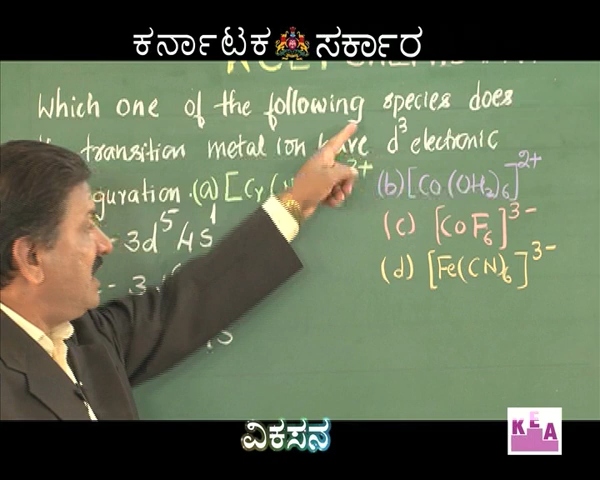 ಕರ್ನಾಟಕ ಸರ್ಕಾರ
Which one of the following species does
transition metal ion have d³ electronic
(a) [Cr(N 3+ (b) [Co(OH₂)₆]²⁺
3d⁵ 4s¹ (c) [CoF₆]³⁻
(d) [Fe(CN)₆]³⁻
ವಿಕಸನ
KEA